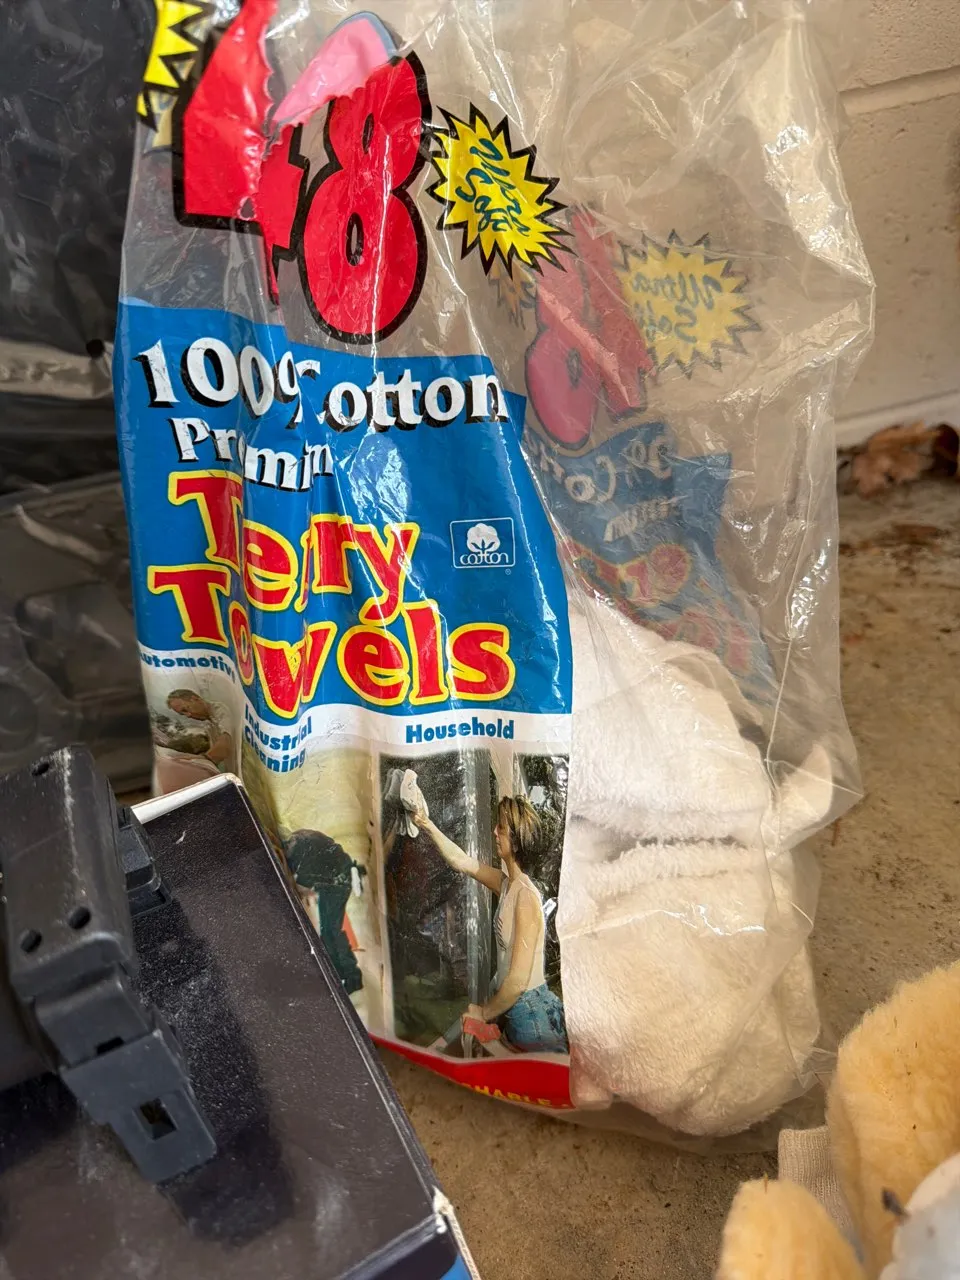 48
Ultra
Soft
100% Cotton
Premium
Terry
Towels
cotton
®
Automotive
Industrial
Cleaning
Household